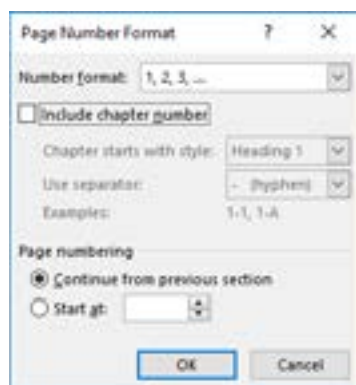 Page Number Format ? ×
Number format: 1, 2, 3, ...
Include chapter number
Chapter starts with style: Heading 1
Use separator: - (hyphen)
Examples: 1-1, 1-A
Page numbering
Continue from previous section
Start at:
OK Cancel